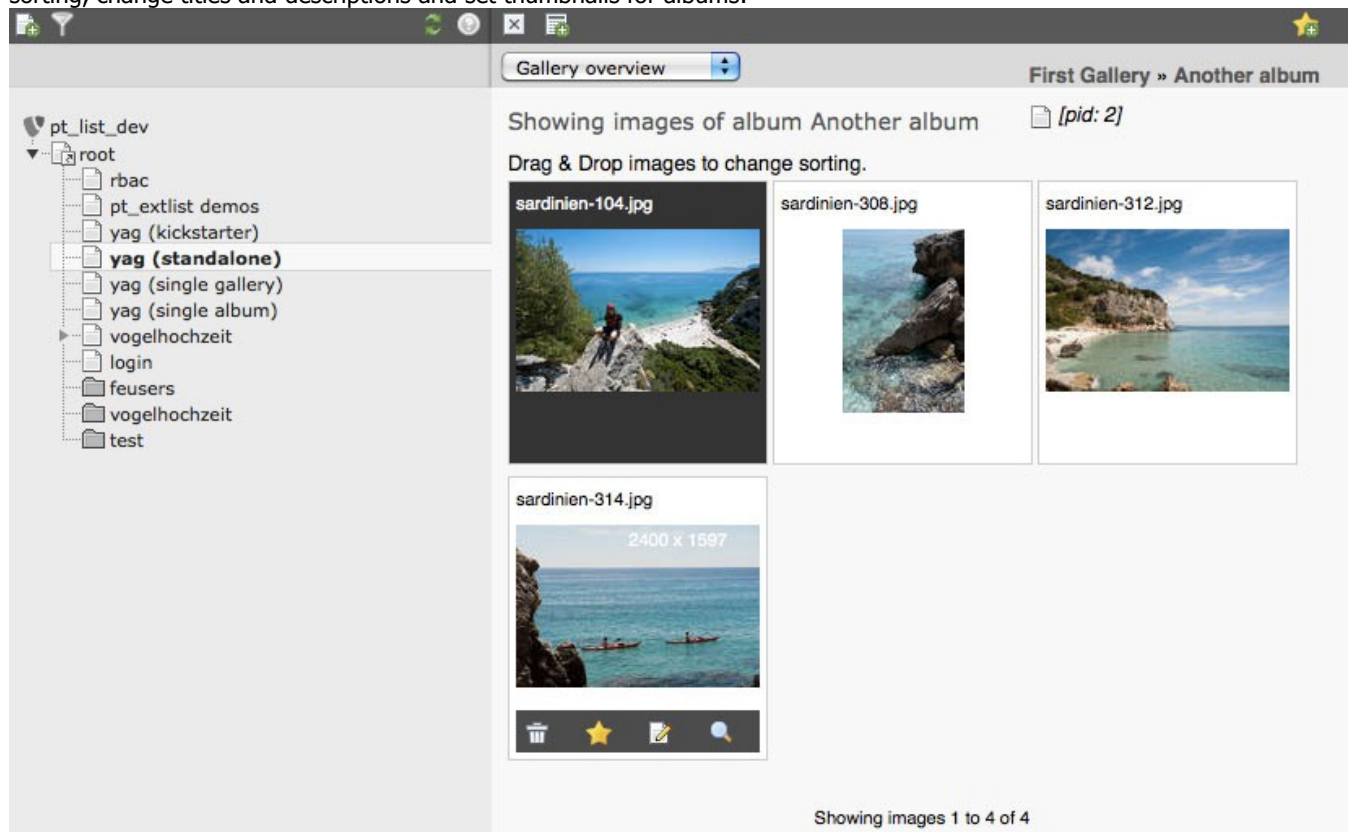 sorting, change titles and descriptions and set thumbnails for albums.
Gallery overview
First Gallery » Another album
[pid: 2]
pt_list_dev
root
rbac
pt_extlist demos
yag (kickstarter)
yag (standalone)
yag (single gallery)
yag (single album)
vogelhochzeit
login
feusers
vogelhochzeit
test
Showing images of album Another album
Drag & Drop images to change sorting.
sardinien-104.jpg
sardinien-308.jpg
sardinien-312.jpg
sardinien-314.jpg
2400 x 1597
Showing images 1 to 4 of 4